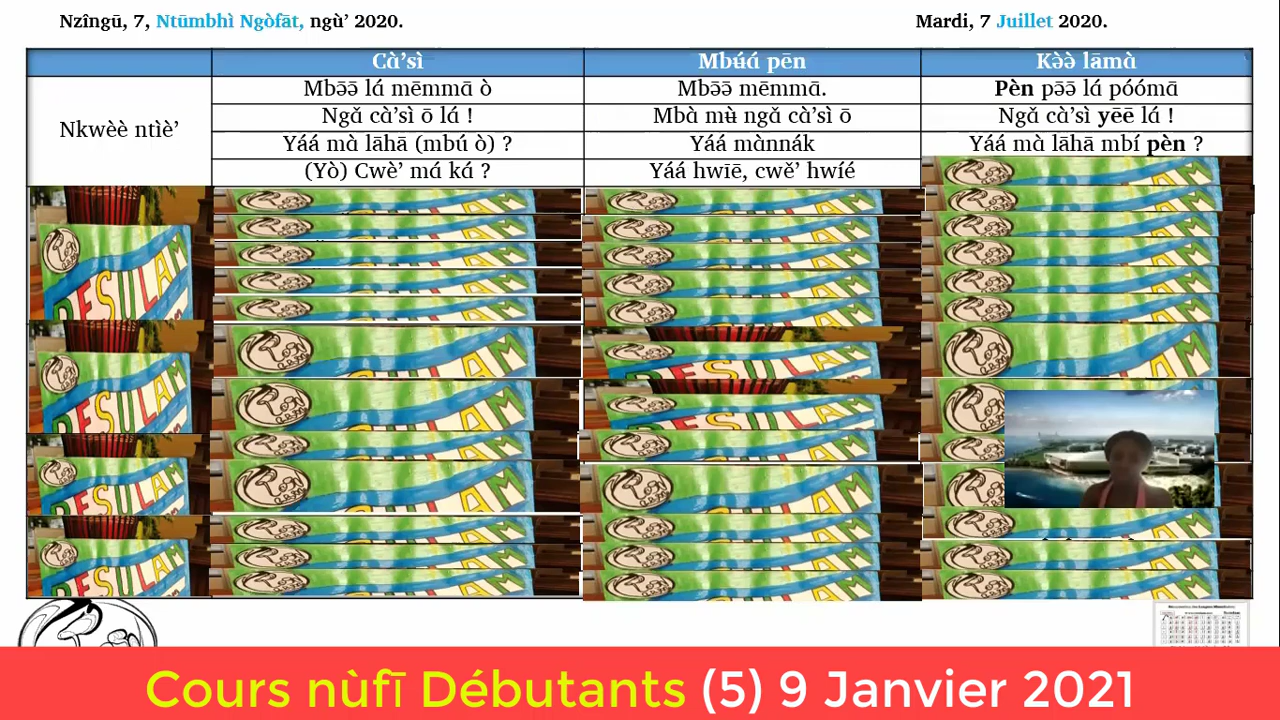 Nzîngū, 7, Ntūmbhì Ngòfāt, ngù’ 2020. Mardi, 7 Juillet 2020.
Cà’sì Mbʉ́á pēn Kə̀ə̀ lāmà
Nkwèè ntìè’
Mbə̄ə̄ lá mēmmā ò Mbə̄ə̄ mēmmā. Pèn pə̄ə̄ lá póómā
Ngǎ cà’sì ō lá ! Mbà mʉ̀ ngǎ cà’sì ō Ngǎ cà’sì yēē lá !
Yáá mà lāhā (mbú ò) ? Yáá mànnák Yáá mà lāhā mbí pèn ?
(Yò) Cwè’ má ká ? Yáá hwīē, cwě’ hwíé
RESULAM
Cours nùfī Débutants (5) 9 Janvier 2021